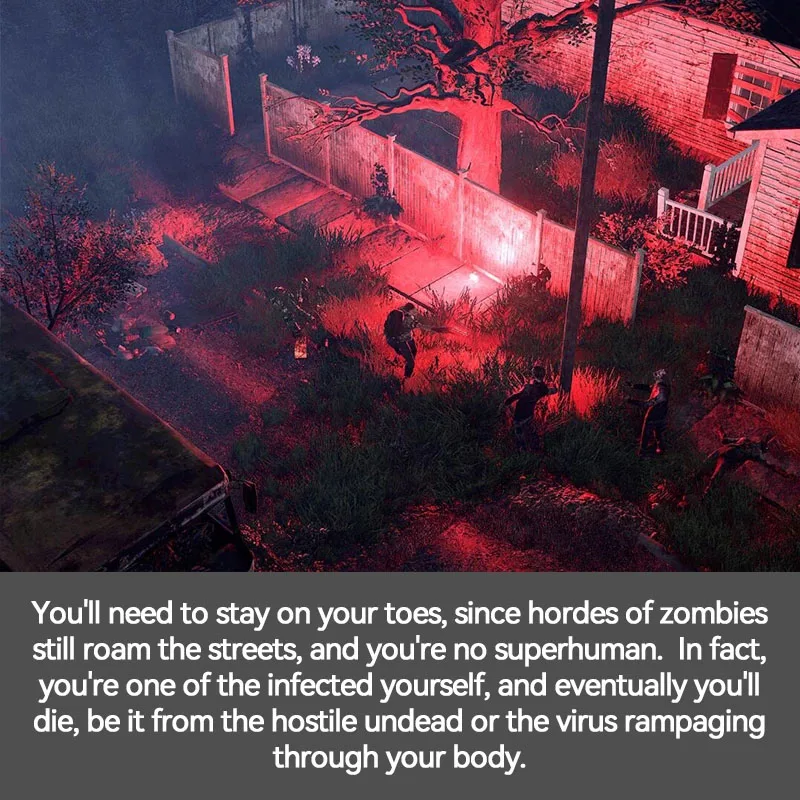 You'll need to stay on your toes, since hordes of zombies
still roam the streets, and you're no superhuman.  In fact,
you're one of the infected yourself, and eventually you'll
die, be it from the hostile undead or the virus rampaging
through your body.